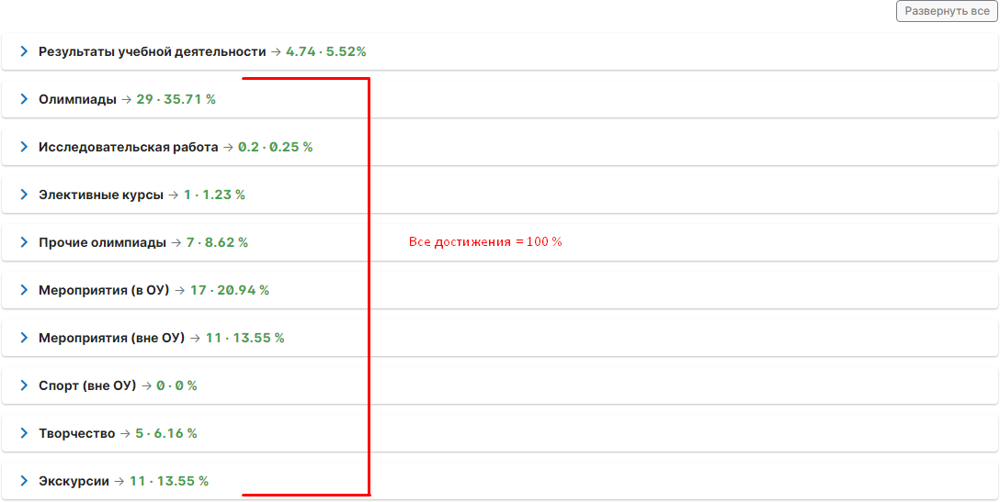 Развернуть все
Результаты учебной деятельности → 4.74 · 5.52%
Олимпиады → 29 · 35.71 %
Исследовательская работа → 0.2 · 0.25 %
Элективные курсы → 1 · 1.23 %
Прочие олимпиады → 7 · 8.62 %
Все достижения = 100 %
Мероприятия (в ОУ) → 17 · 20.94 %
Мероприятия (вне ОУ) → 11 · 13.55 %
Спорт (вне ОУ) → 0 · 0 %
Творчество → 5 · 6.16 %
Экскурсии → 11 · 13.55 %